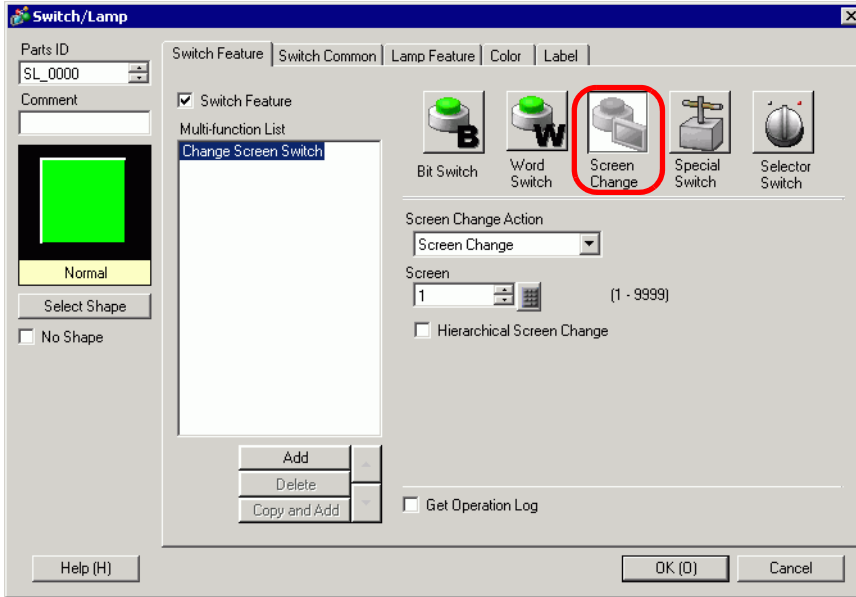 Switch/Lamp
Parts ID
SL_0000
Comment
Normal
Select Shape
No Shape
Switch Feature
Switch Common
Lamp Feature
Color
Label
Switch Feature
Multi-function List
Change Screen Switch
Add
Delete
Copy and Add
B
Bit Switch
W
Word
Switch
Screen
Change
Special
Switch
Selector
Switch
Screen Change Action
Screen Change
Screen
1
(1 - 9999)
Hierarchical Screen Change
Get Operation Log
Help (H)
OK (O)
Cancel